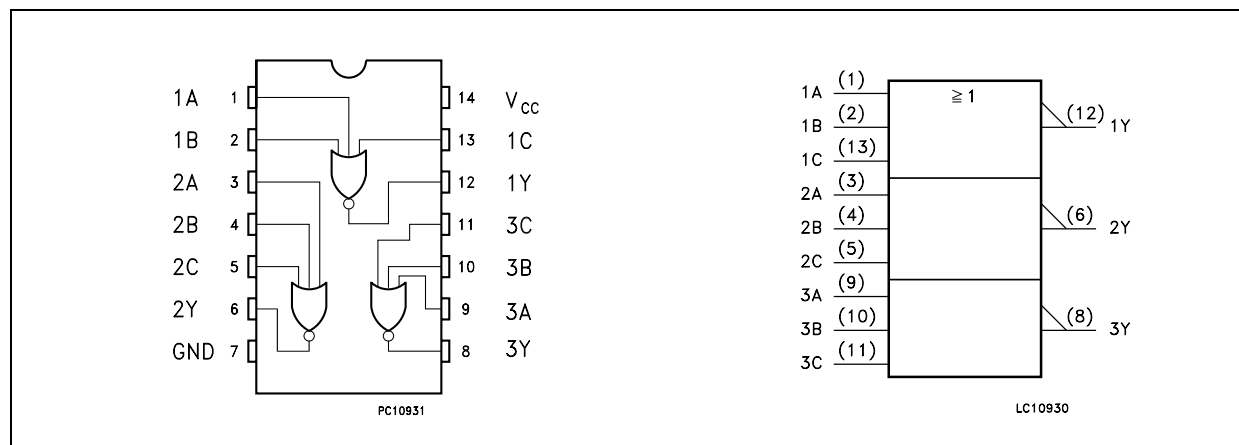 1A 1 14 VCC
1B 2 13 1C
2A 3 12 1Y
2B 4 11 3C
2C 5 10 3B
2Y 6 9 3A
GND 7 8 3Y
PC10931
≧1
1A (1)
1B (2)
1C (13)
2A (3)
2B (4)
2C (5)
3A (9)
3B (10)
3C (11)
(12) 1Y
(6) 2Y
(8) 3Y
LC10930